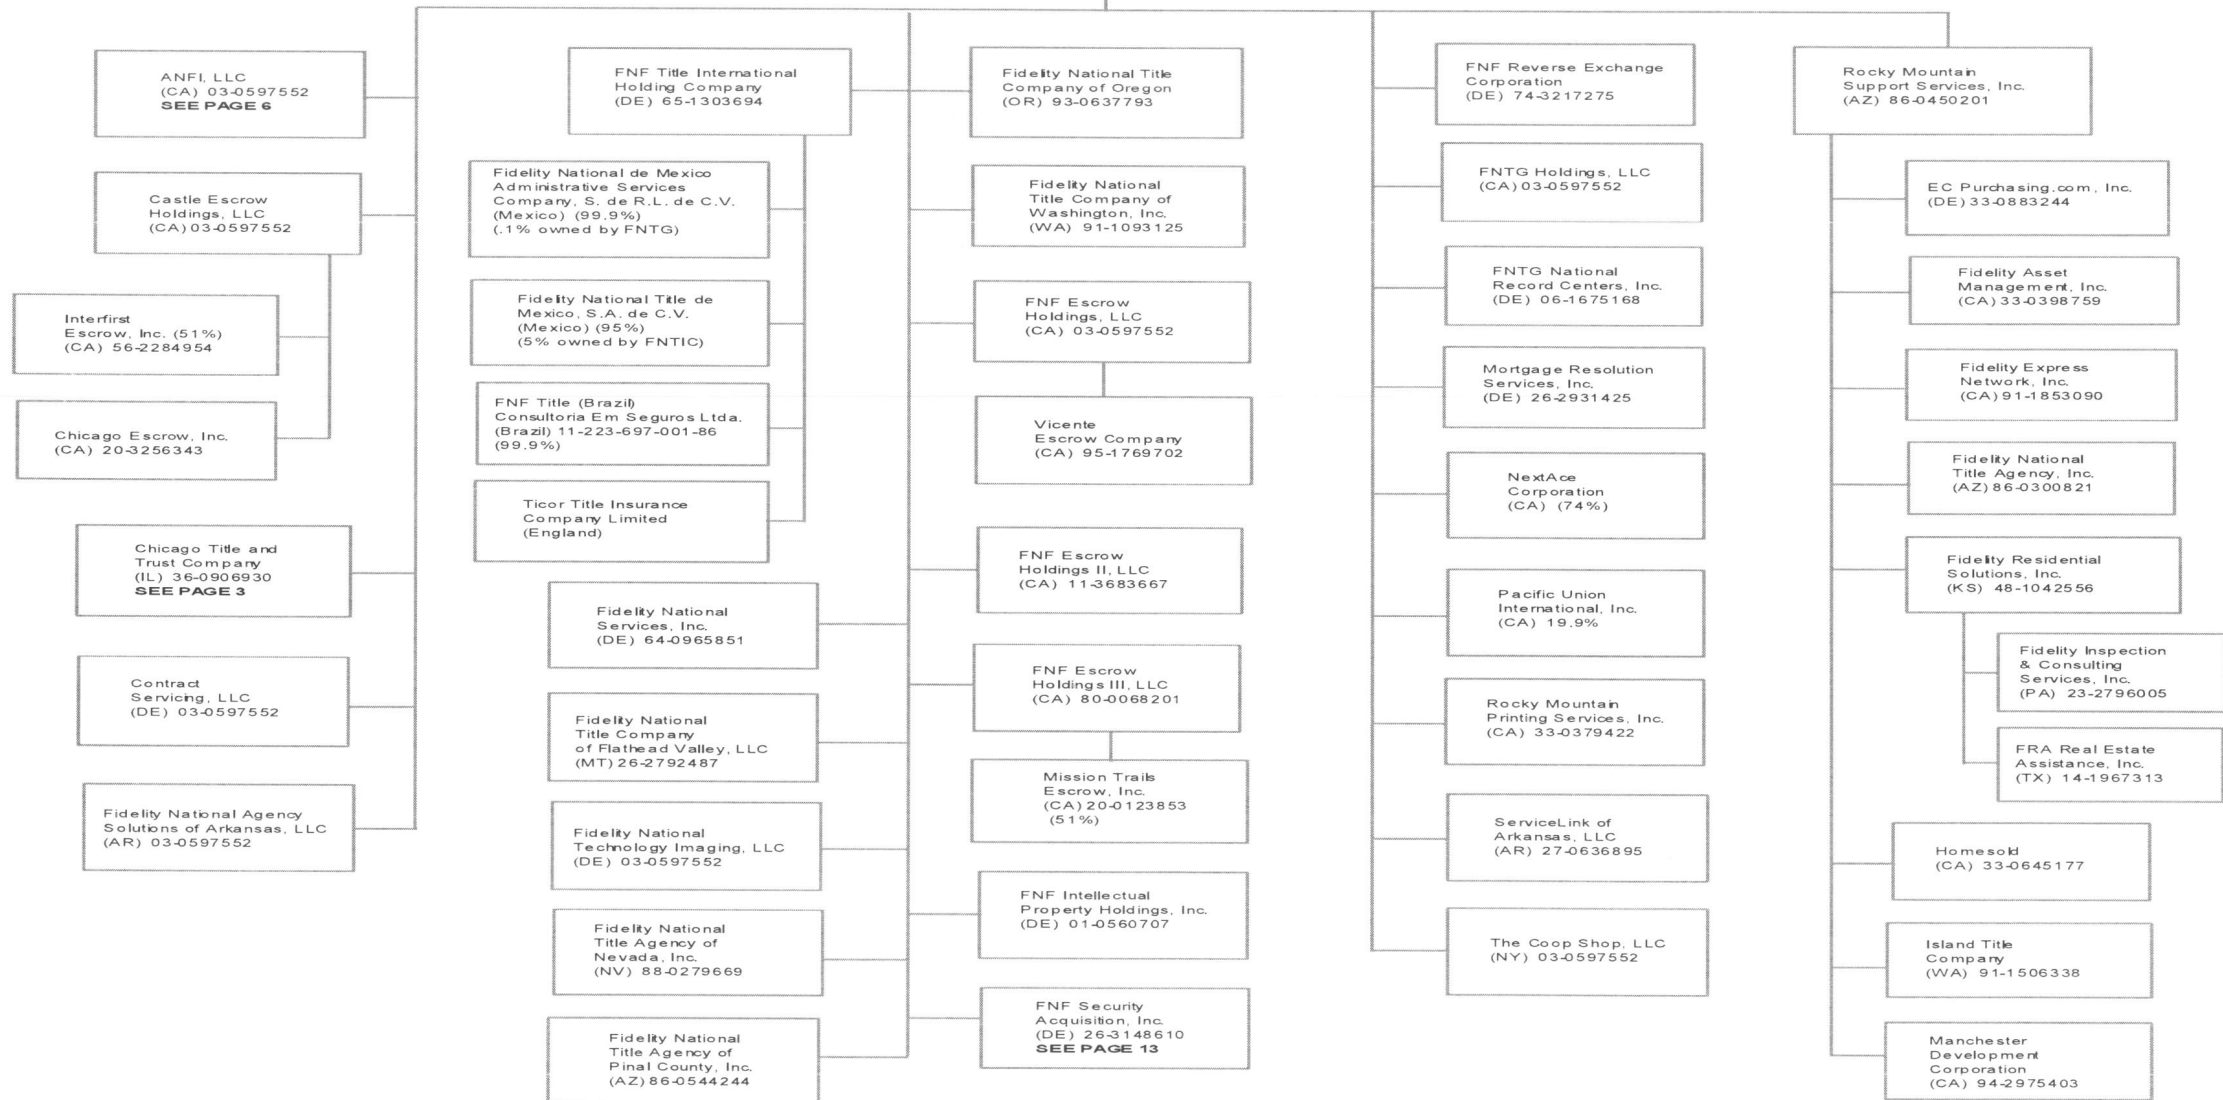 ANFI, LLC
(CA) 03-0597552
SEE PAGE 6
Castle Escrow
Holdings, LLC
(CA) 03-0597552
Interfirst
Escrow, Inc. (51%)
(CA) 56-2284954
Chicago Escrow, Inc.
(CA) 20-3256343
Chicago Title and
Trust Company
(IL) 36-0906930
SEE PAGE 3
Contract
Servicing, LLC
(DE) 03-0597552
Fidelity National Agency
Solutions of Arkansas, LLC
(AR) 03-0597552
FNF Title International
Holding Company
(DE) 65-1303694
Fidelity National de Mexico
Administrative Services
Company, S. de R.L. de C.V.
(Mexico) (99.9%)
(.1% owned by FNTG)
Fidelity National Title de
Mexico, S.A. de C.V.
(Mexico) (95%)
(5% owned by FNTIC)
FNF Title (Brazil)
Consultoria Em Seguros Ltda.
(Brazil) 11-223-697-001-86
(99.9%)
Ticor Title Insurance
Company Limited
(England)
Fidelity National
Services, Inc.
(DE) 64-0965851
Fidelity National
Title Company
of Flathead Valley, LLC
(MT) 26-2792487
Fidelity National
Technology Imaging, LLC
(DE) 03-0597552
Fidelity National
Title Agency of
Nevada, Inc.
(NV) 88-0279669
Fidelity National
Title Agency of
Pinal County, Inc.
(AZ) 86-0544244
Fidelity National Title
Company of Oregon
(OR) 93-0637793
Fidelity National
Title Company of
Washington, Inc.
(WA) 91-1093125
FNF Escrow
Holdings, LLC
(CA) 03-0597552
Vicente
Escrow Company
(CA) 95-1769702
FNF Escrow
Holdings II, LLC
(CA) 11-3683667
FNF Escrow
Holdings III, LLC
(CA) 80-0068201
Mission Trails
Escrow, Inc.
(CA) 20-0123853
(51%)
FNF Intellectual
Property Holdings, Inc.
(DE) 01-0560707
FNF Security
Acquisition, Inc.
(DE) 26-3148610
SEE PAGE 13
FNF Reverse Exchange
Corporation
(DE) 74-3217275
FNTG Holdings, LLC
(CA) 03-0597552
FNTG National
Record Centers, Inc.
(DE) 06-1675168
Mortgage Resolution
Services, Inc.
(DE) 26-2931425
NextAce
Corporation
(CA) (74%)
Pacific Union
International, Inc.
(CA) 19.9%
Rocky Mountain
Printing Services, Inc.
(CA) 33-0379422
ServiceLink of
Arkansas, LLC
(AR) 27-0636895
The Coop Shop, LLC
(NY) 03-0597552
Rocky Mountain
Support Services, Inc.
(AZ) 86-0450201
EC Purchasing.com, Inc.
(DE) 33-0883244
Fidelity Asset
Management, Inc.
(CA) 33-0398759
Fidelity Express
Network, Inc.
(CA) 91-1853090
Fidelity National
Title Agency, Inc.
(AZ) 86-0300821
Fidelity Residential
Solutions, Inc.
(KS) 48-1042556
Fidelity Inspection
& Consulting
Services, Inc.
(PA) 23-2796005
FRA Real Estate
Assistance, Inc.
(TX) 14-1967313
Homesold
(CA) 33-0645177
Island Title
Company
(WA) 91-1506338
Manchester
Development
Corporation
(CA) 94-2975403